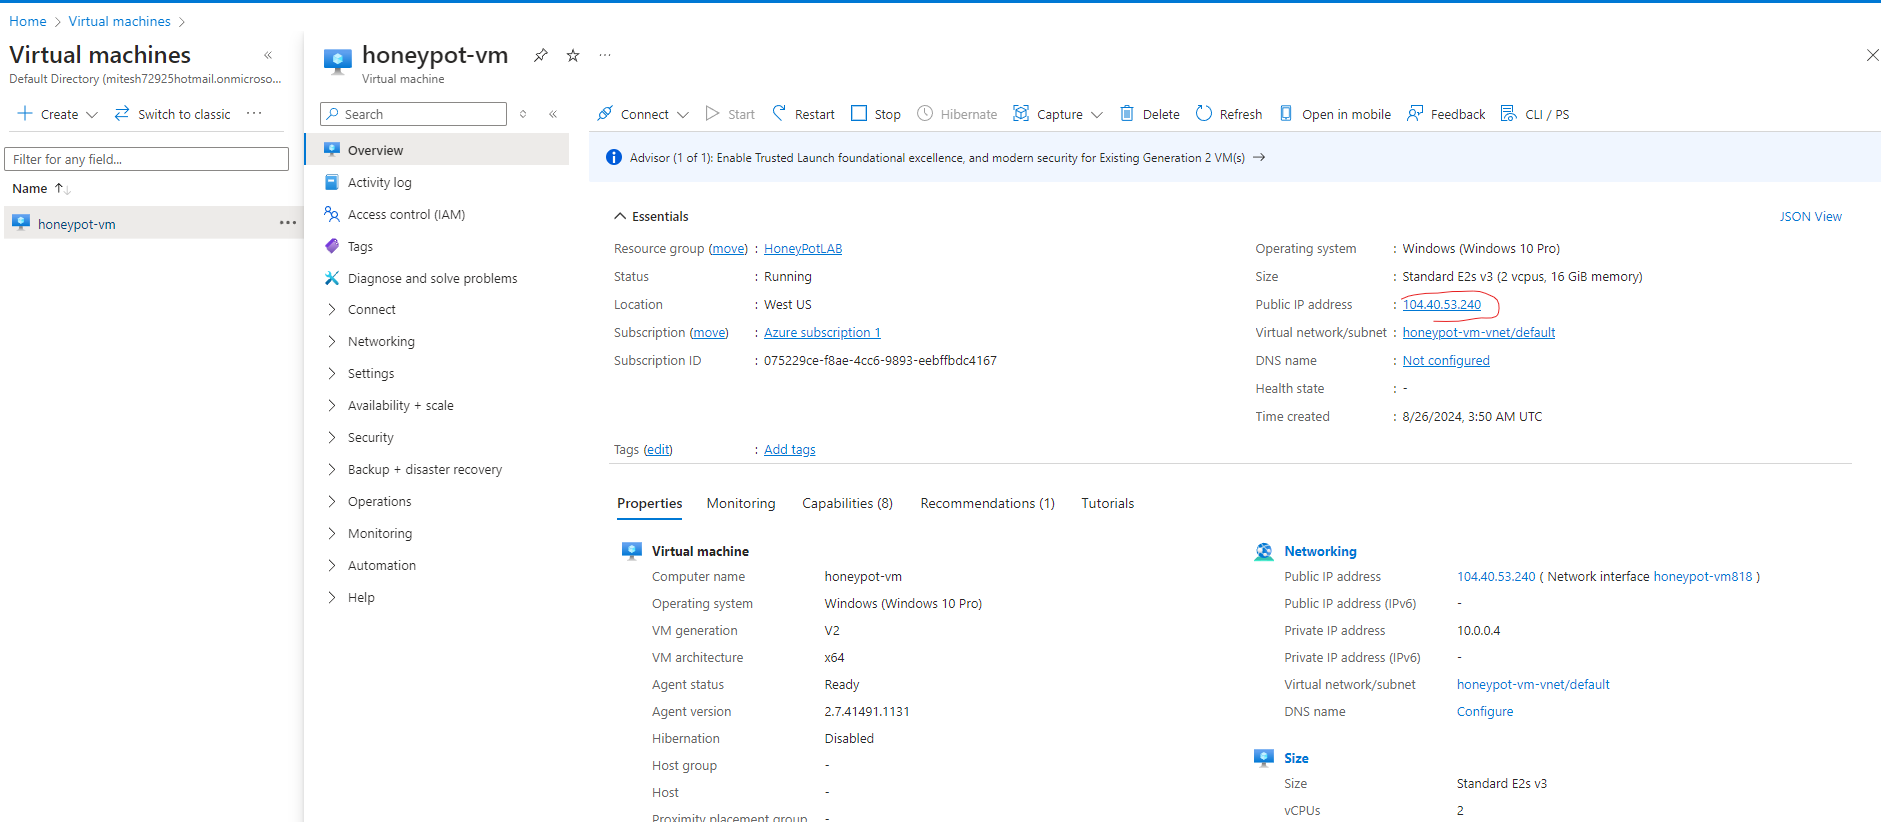 Home > Virtual machines >
Virtual machines «
Default Directory (mitesh72925hotmail.onmicroso...
Create Switch to classic ...
Filter for any field...
Name ↑↓
honeypot-vm ...
honeypot-vm ...
Virtual machine
Search «
Overview
Activity log
Access control (IAM)
Tags
Diagnose and solve problems
Connect
Networking
Settings
Availability + scale
Security
Backup + disaster recovery
Operations
Monitoring
Automation
Help
Connect Start Restart Stop Hibernate Capture Delete Refresh Open in mobile Feedback CLI / PS
Advisor (1 of 1): Enable Trusted Launch foundational excellence, and modern security for Existing Generation 2 VM(s) →
Essentials JSON View
Resource group (move) : HoneyPotLAB
Status : Running
Location : West US
Subscription (move) : Azure subscription 1
Subscription ID : 075229ce-f8ae-4cc6-9893-eebffbdc4167
Operating system : Windows (Windows 10 Pro)
Size : Standard E2s v3 (2 vcpus, 16 GiB memory)
Public IP address : 104.40.53.240
Virtual network/subnet : honeypot-vm-vnet/default
DNS name : Not configured
Health state : -
Time created : 8/26/2024, 3:50 AM UTC
Tags (edit) : Add tags
Properties Monitoring Capabilities (8) Recommendations (1) Tutorials
Virtual machine
Computer name honeypot-vm
Operating system Windows (Windows 10 Pro)
VM generation V2
VM architecture x64
Agent status Ready
Agent version 2.7.41491.1131
Hibernation Disabled
Host group -
Host -
Proximity placement group -
Networking
Public IP address 104.40.53.240 ( Network interface honeypot-vm818 )
Public IP address (IPv6) -
Private IP address 10.0.0.4
Private IP address (IPv6) -
Virtual network/subnet honeypot-vm-vnet/default
DNS name Configure
Size
Size Standard E2s v3
vCPUs 2